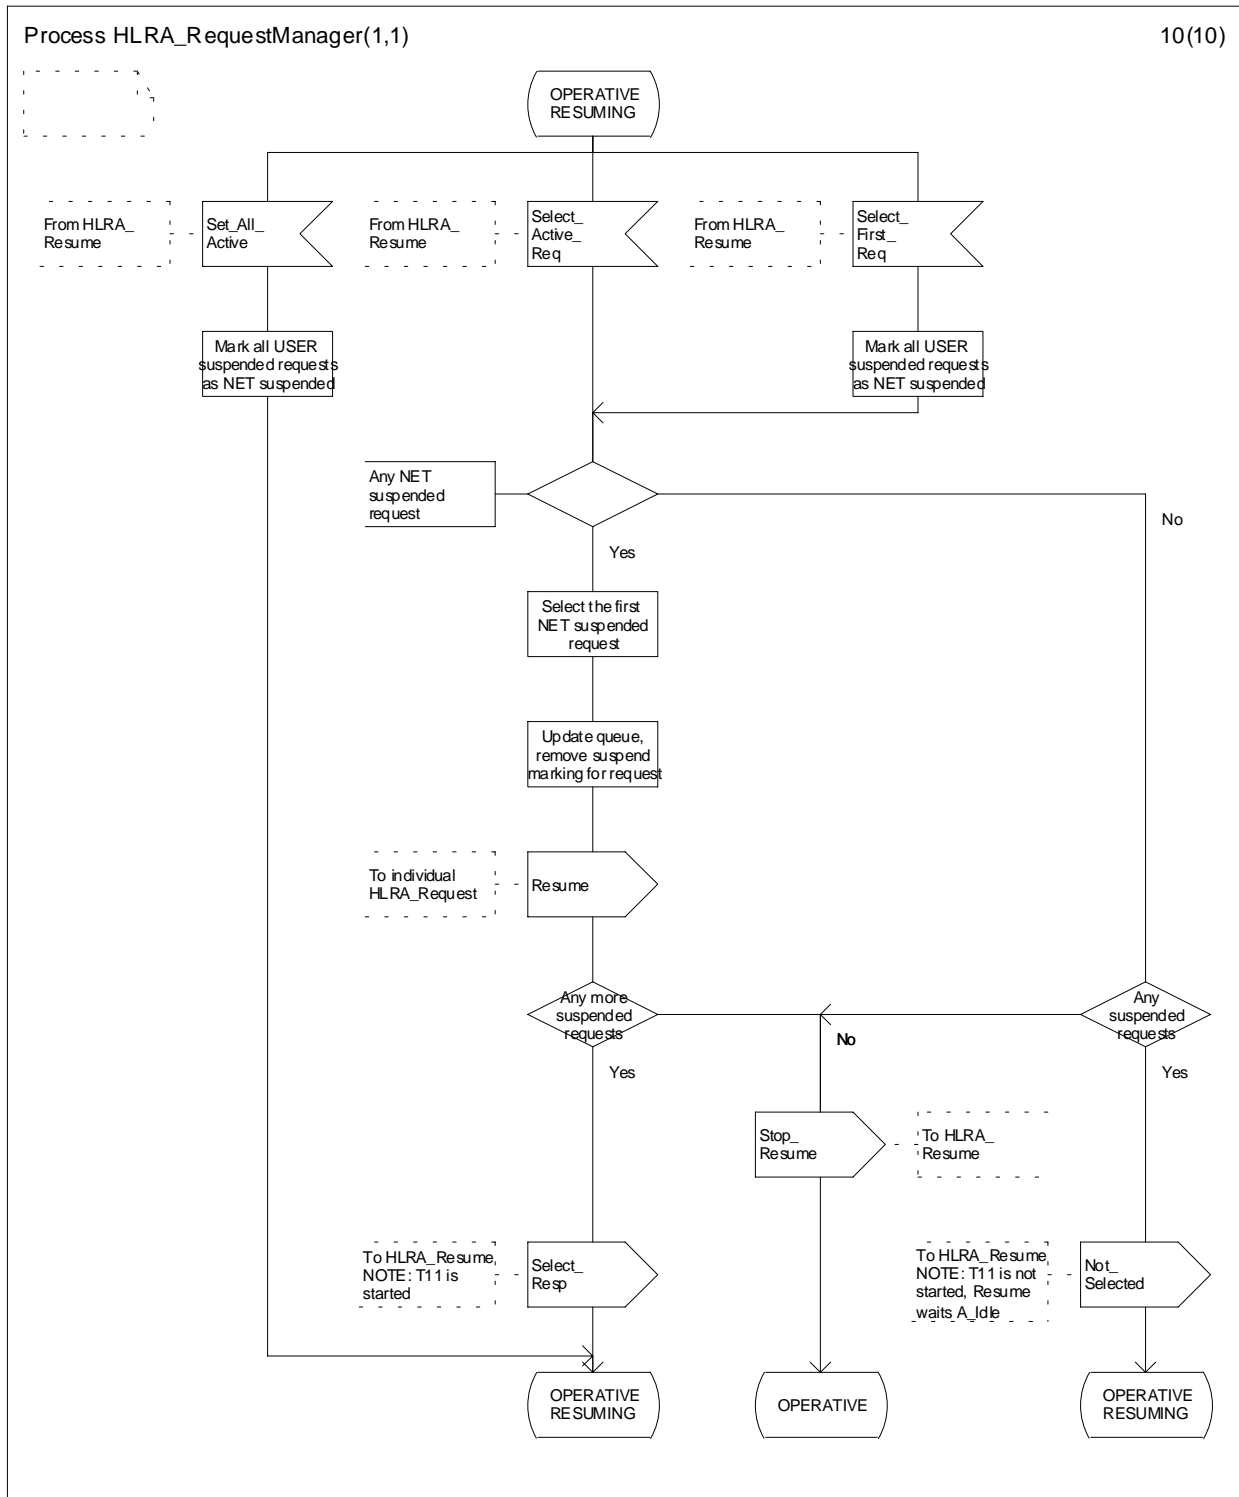 Process HLRA_RequestManager(1,1)
10(10)
OPERATIVE
RESUMING
From HLRA_
Resume
Set_All_
Active
From HLRA_
Resume
Select_
Active_
Req
From HLRA_
Resume
Select_
First_
Req
Mark all USER
suspended requests
as NET suspended
Mark all USER
suspended requests
as NET suspended
Any NET
suspended
request
No
Yes
Select the first
NET suspended
request
Update queue,
remove suspend
marking for request
To individual
HLRA_Request
Resume
Any more
suspended
requests
Any
suspended
requests
No
Yes
Yes
Stop_
Resume
To HLRA_
Resume
To HLRA_Resume
NOTE: T11 is
started
Select_
Resp
To HLRA_Resume
NOTE: T11 is not
started, Resume
waits A_Idle
Not_
Selected
OPERATIVE
RESUMING
OPERATIVE
OPERATIVE
RESUMING